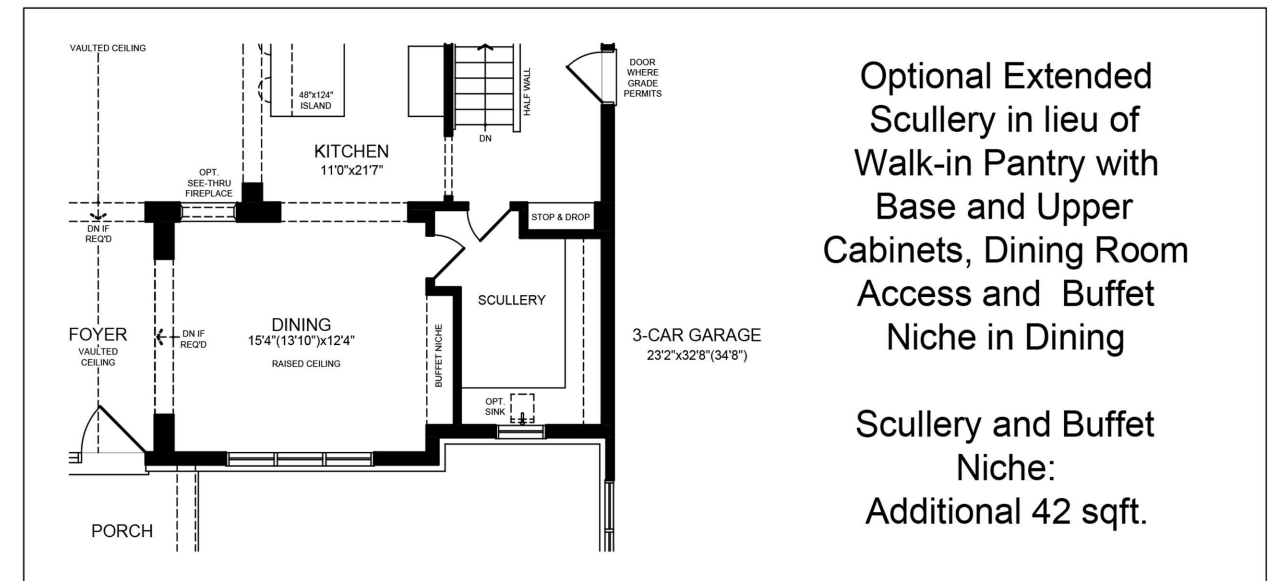 VAULTED CEILING
48"x124"
ISLAND
HALF WALL
DOOR
WHERE
GRADE
PERMITS
DN
KITCHEN
11'0"x21'7"
OPT.
SEE-THRU
FIREPLACE
DN IF
REQ'D
STOP & DROP
SCULLERY
FOYER
VAULTED
CEILING
DN IF
REQ'D
DINING
15'4"(13'10")x12'4"
RAISED CEILING
BUFFET NICHE
3-CAR GARAGE
23'2"x32'8"(34'8")
OPT.
SINK
PORCH
Optional Extended
Scullery in lieu of
Walk-in Pantry with
Base and Upper
Cabinets, Dining Room
Access and Buffet
Niche in Dining
Scullery and Buffet
Niche:
Additional 42 sqft.